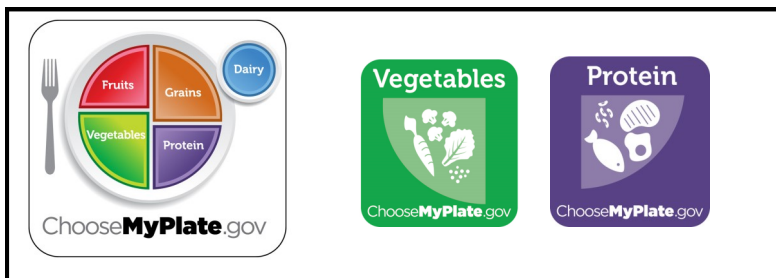 Fruits
Grains
Dairy
Vegetables
Protein
ChooseMyPlate.gov
Vegetables
ChooseMyPlate.gov
Protein
ChooseMyPlate.gov